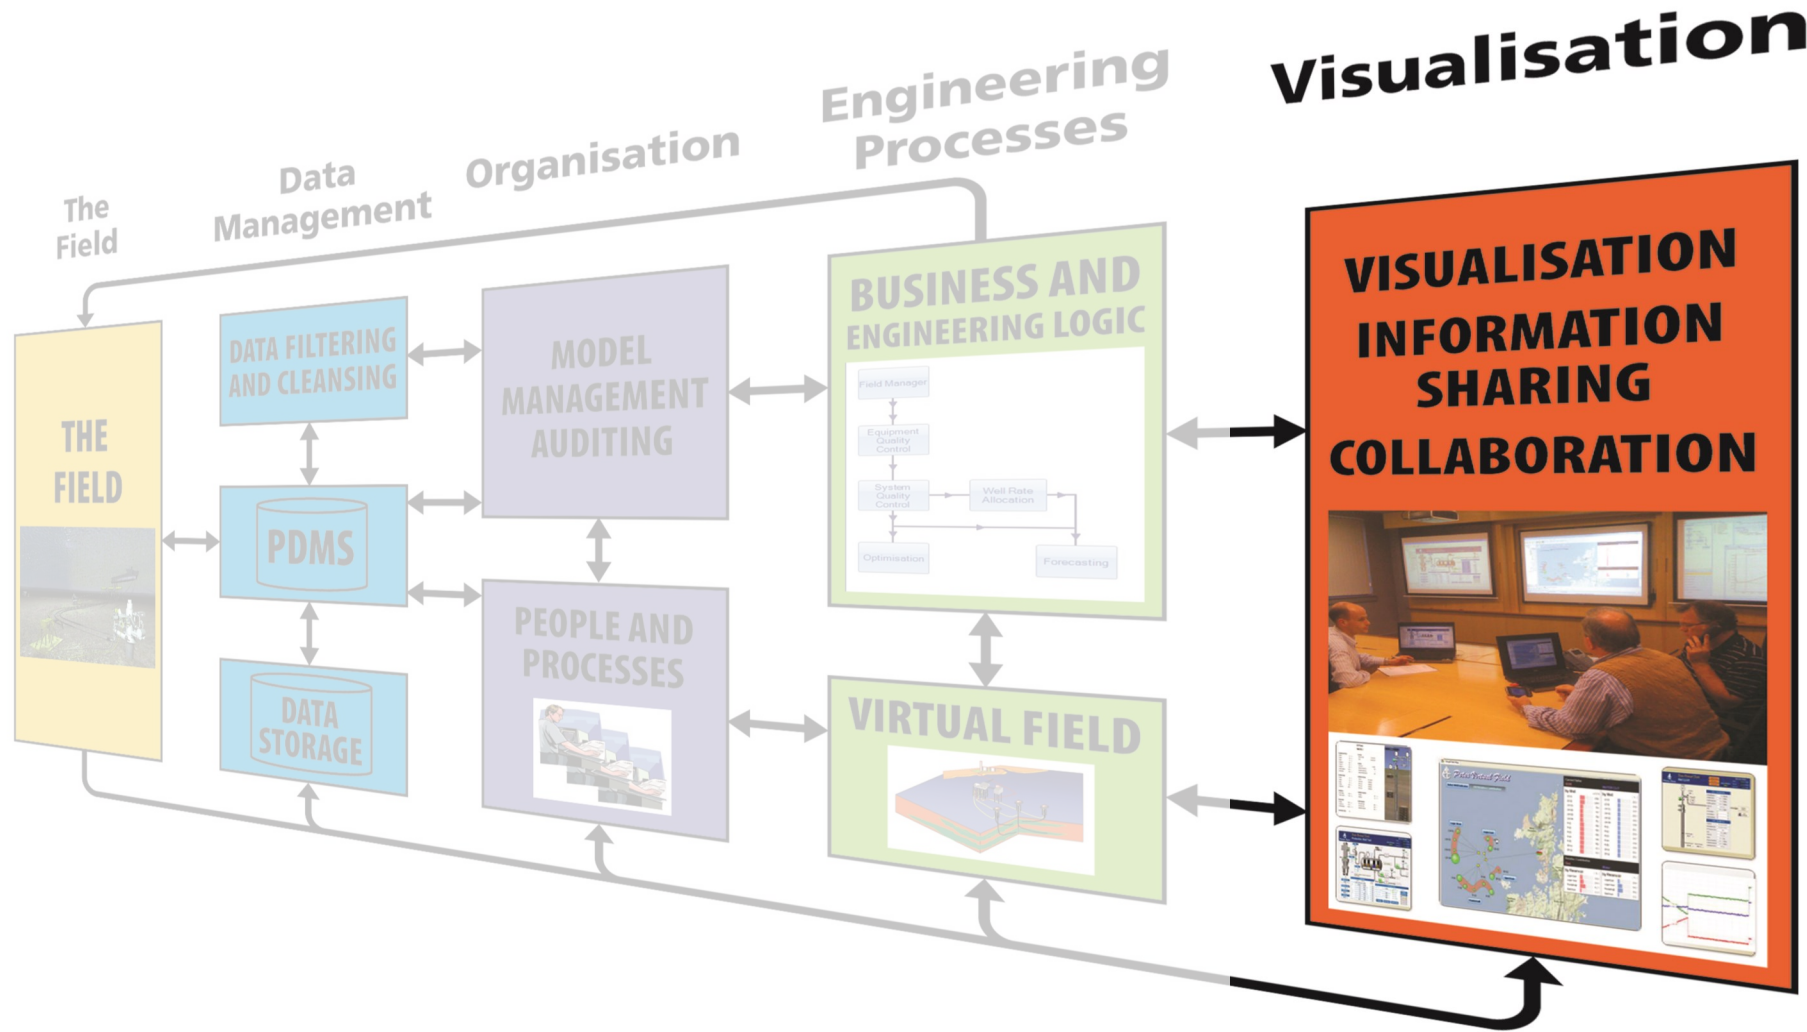 Visualisation
Engineering
Processes
Organisation
Data
Management
The
Field
THE
FIELD
DATA FILTERING
AND CLEANSING
PDMS
DATA
STORAGE
MODEL
MANAGEMENT
AUDITING
PEOPLE AND
PROCESSES
BUSINESS AND
ENGINEERING LOGIC
Field Manager
Equipment
Quality
Control
System
Quality
Control
Well Rate
Allocation
Optimisation
Forecasting
VIRTUAL FIELD
VISUALISATION
INFORMATION
SHARING
COLLABORATION